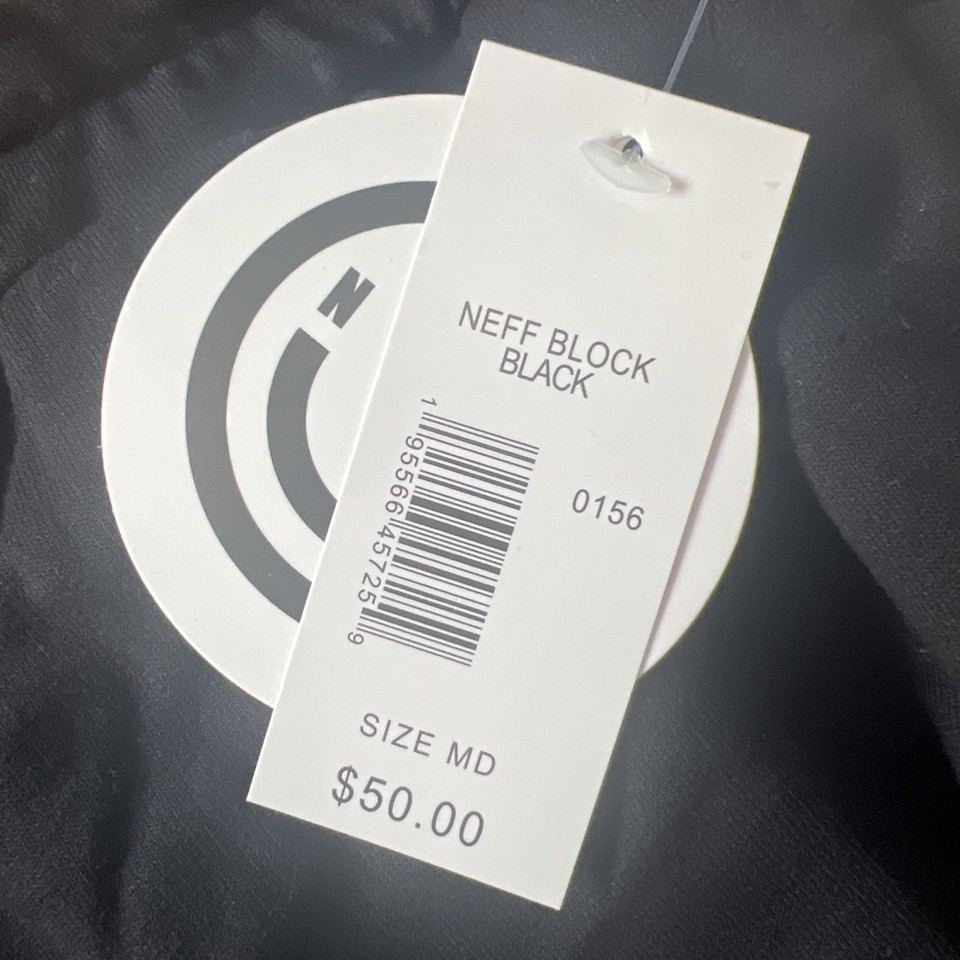 N
NEFF BLOCK
BLACK
1 95566 45725 9
0156
SIZE MD
$50.00